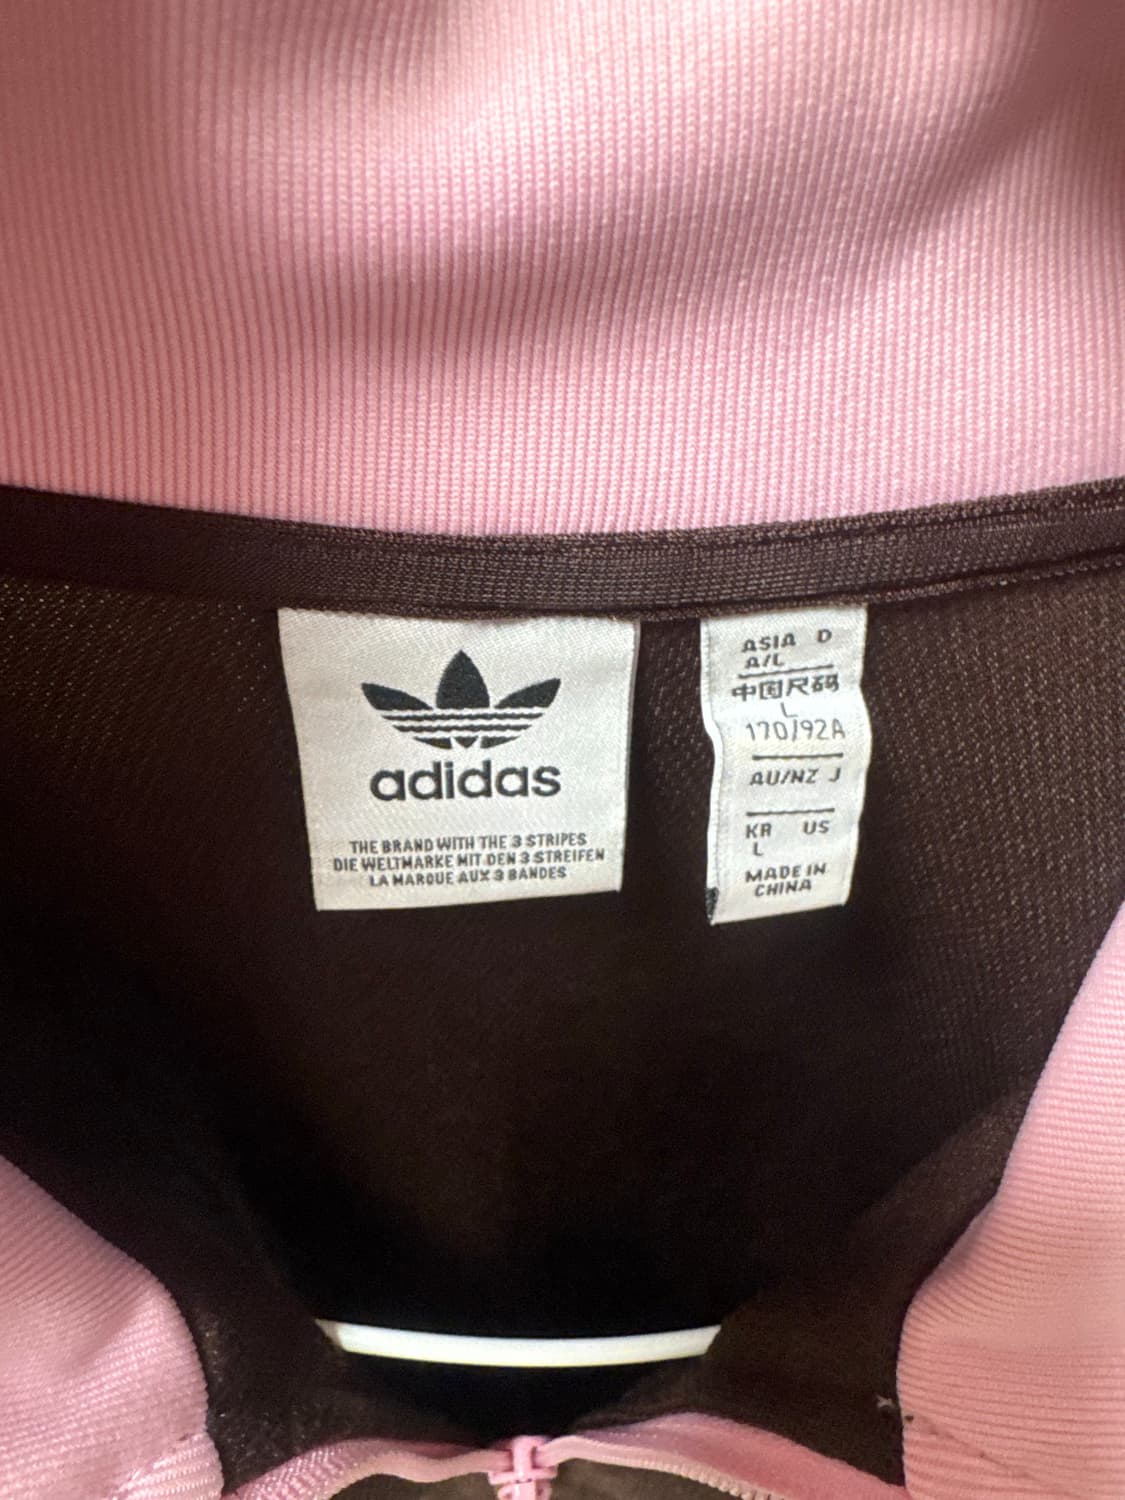 adidas
THE BRAND WITH THE 3 STRIPES
DIE WELTMARKE MIT DEN 3 STREIFEN
LA MARQUE AUX 3 BANDES
ASIA D
A/L
中国尺码
L
170/92A
AU/NZ J
KR US
L
MADE IN
CHINA